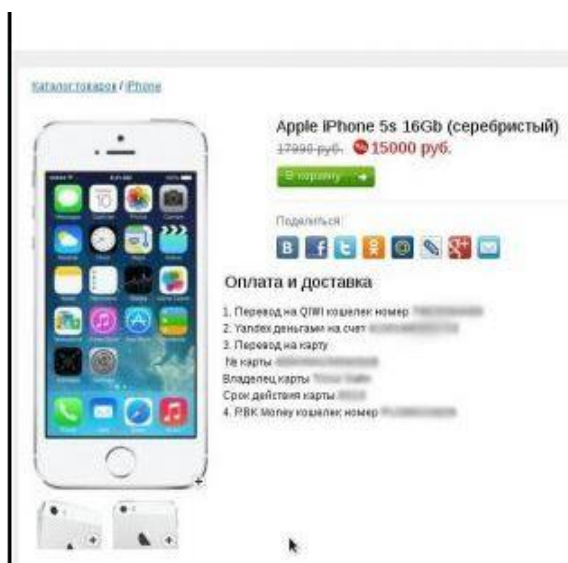 Каталог товаров / iPhone
Apple iPhone 5s 16Gb (серебристый)
17990 руб. 15000 руб.
В корзину
Поделиться:
Оплата и доставка
1. Перевод на QIWI кошелек номер
2. Yandex деньгами на счет
3. Перевод на карту
№ карты
Владелец карты
Срок действия карты
4. РБК Money кошелек номер